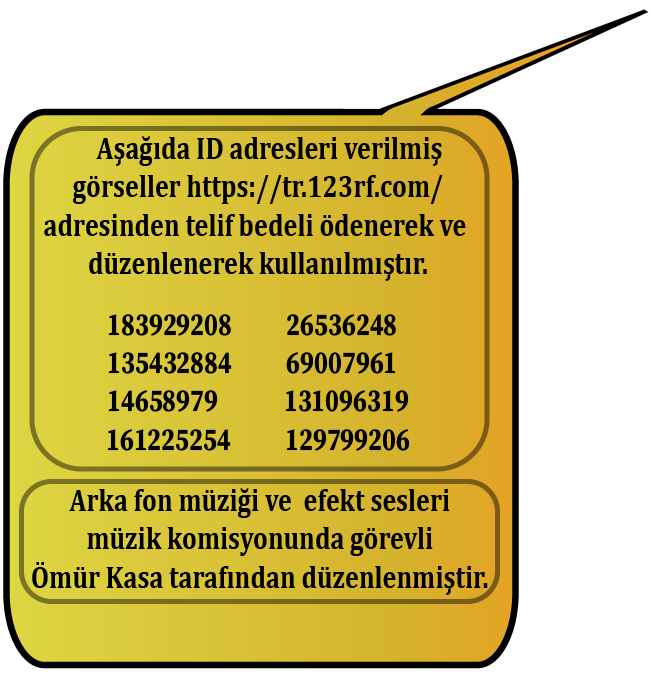 Aşağıda ID adresleri verilmiş
görseller https://tr.123rf.com/
adresinden telif bedeli ödenerek ve
düzenlenerek kullanılmıştır.
183929208 26536248
135432884 69007961
14658979 131096319
161225254 129799206
Arka fon müziği ve efekt sesleri
müzik komisyonunda görevli
Ömür Kasa tarafından düzenlenmiştir.